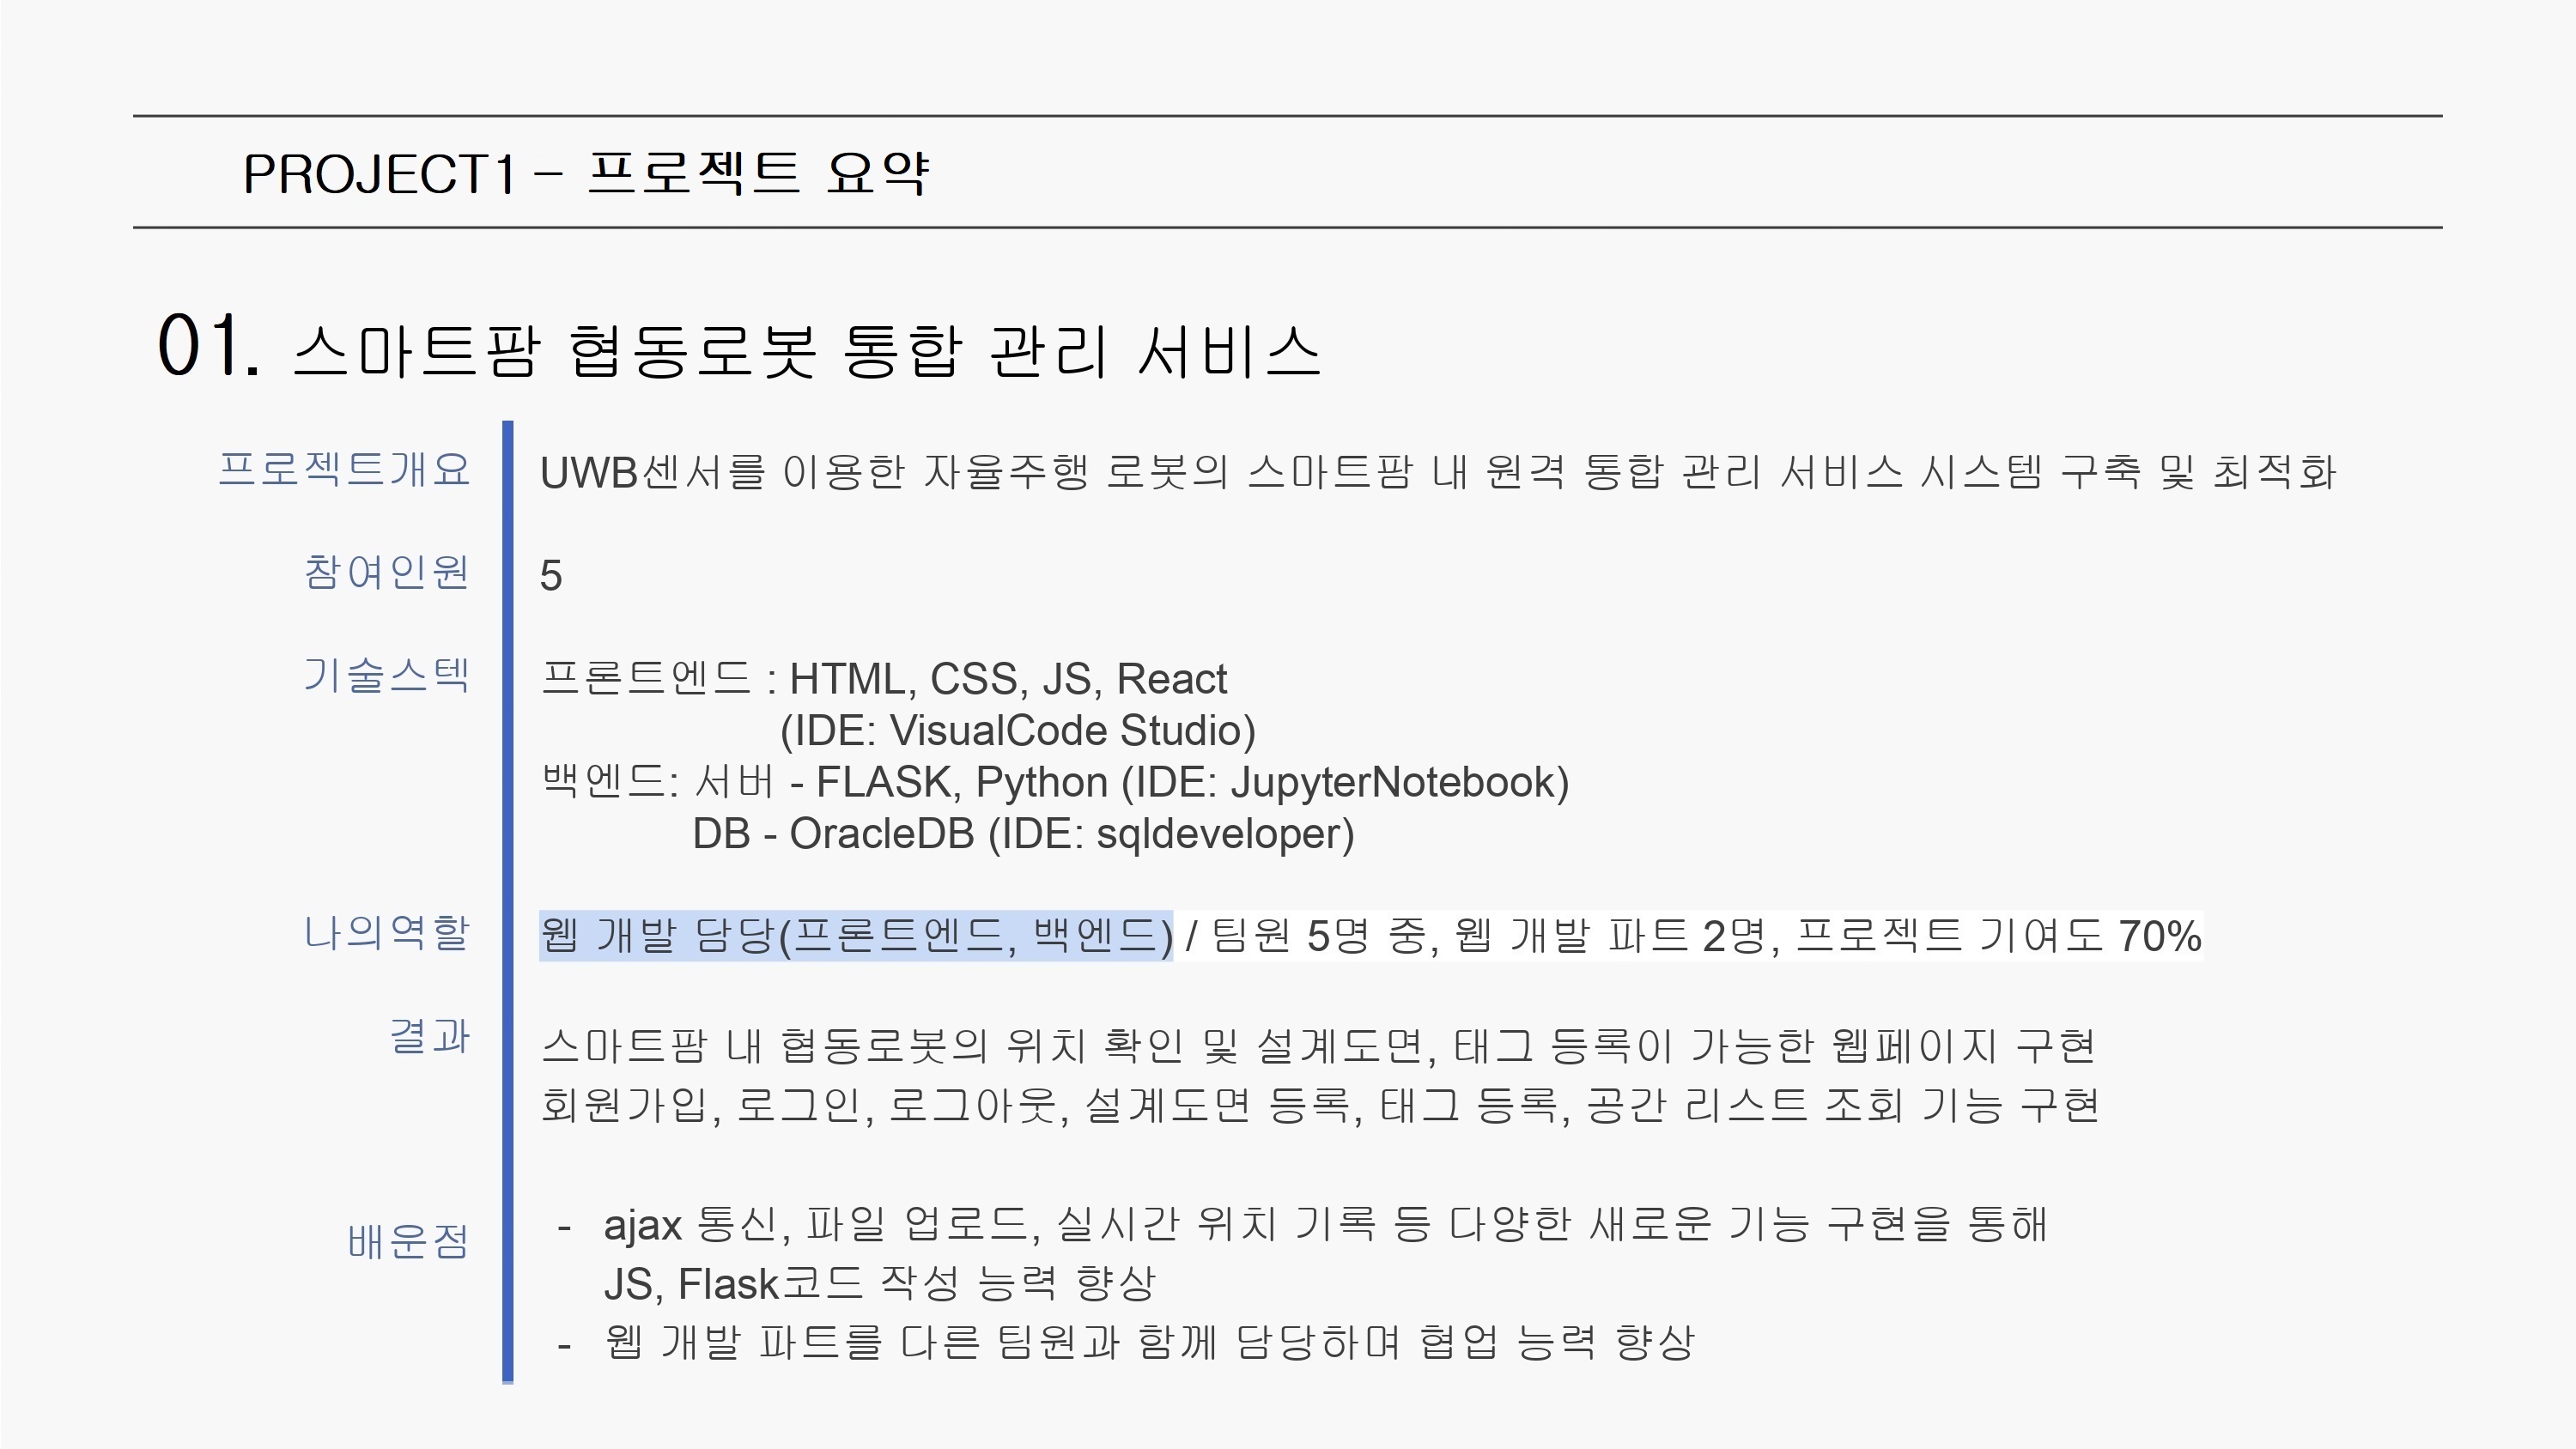 PROJECT1 – 프로젝트 요약
01. 스마트팜 협동로봇 통합 관리 서비스
프로젝트개요 UWB센서를 이용한 자율주행 로봇의 스마트팜 내 원격 통합 관리 서비스 시스템 구축 및 최적화
참여인원 5
기술스텍 프론트엔드 : HTML, CSS, JS, React
(IDE: VisualCode Studio)
백엔드: 서버 - FLASK, Python (IDE: JupyterNotebook)
DB - OracleDB (IDE: sqldeveloper)
나의역할 웹 개발 담당(프론트엔드, 백엔드) / 팀원 5명 중, 웹 개발 파트 2명, 프로젝트 기여도 70%
결과 스마트팜 내 협동로봇의 위치 확인 및 설계도면, 태그 등록이 가능한 웹페이지 구현
회원가입, 로그인, 로그아웃, 설계도면 등록, 태그 등록, 공간 리스트 조회 기능 구현
배운점 - ajax 통신, 파일 업로드, 실시간 위치 기록 등 다양한 새로운 기능 구현을 통해
JS, Flask코드 작성 능력 향상
- 웹 개발 파트를 다른 팀원과 함께 담당하며 협업 능력 향상